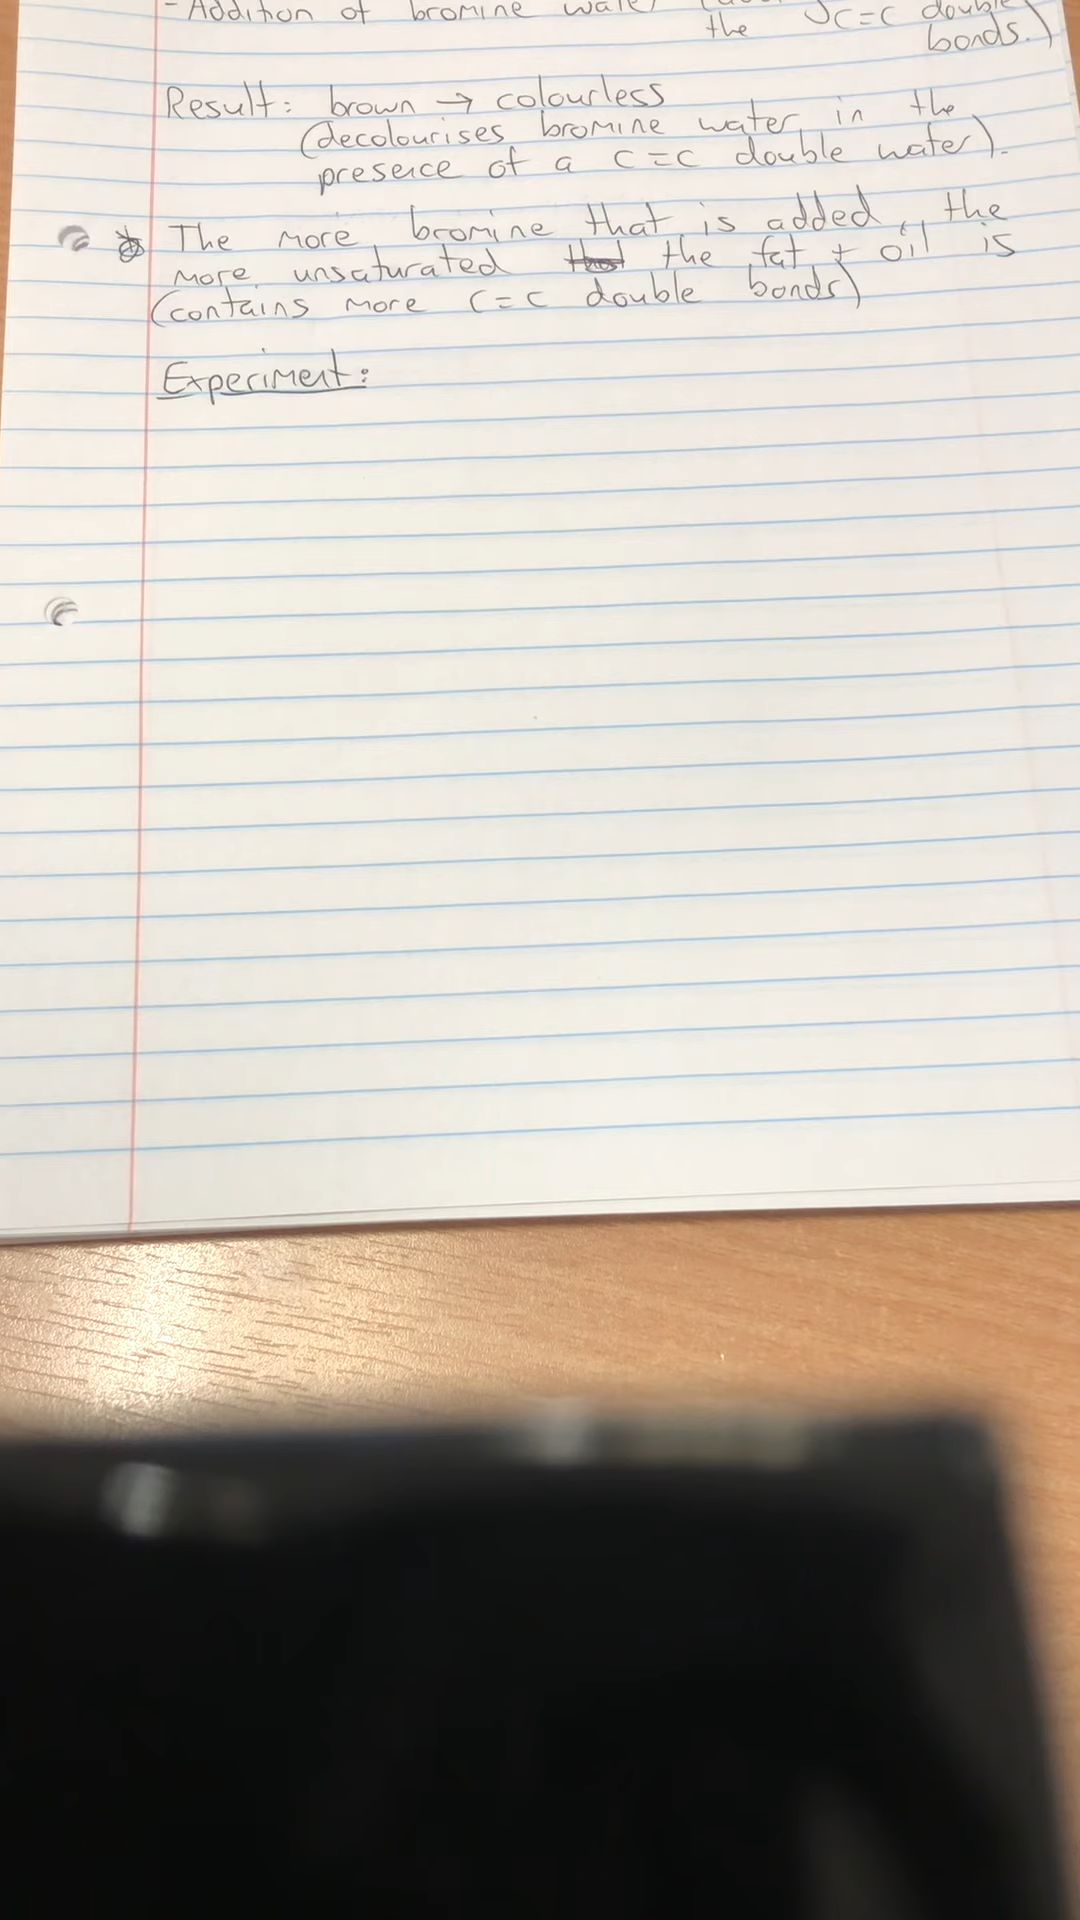 - Addition of bromine water
the C=C double
bonds.)
Result: brown → colourless
(decolourises bromine water in the
presence of a C=C double water).
* The more bromine that is added, the
more unsaturated the fat + oil is
(contains more C=C double bonds)
Experiment: